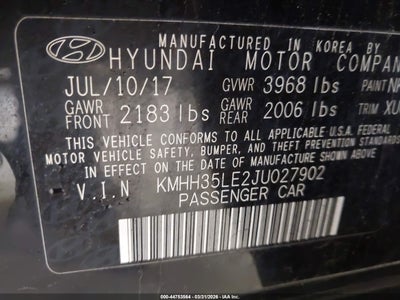 MANUFACTURED IN KOREA BY
HYUNDAI MOTOR COMPAN
JUL/10/17 GVWR 3968 lbs PAINT NP
GAWR FRONT 2183 lbs GAWR REAR 2006 lbs TRIM XU
THIS VEHICLE CONFORMS TO ALL APPLICABLE U.S.A. FEDERAL
MOTOR VEHICLE SAFETY, BUMPER, AND THEFT PREVENTION
IN EFFECT ON THE DATE OF MANUFACTURE SHOWN
V.I.N KMHH35LE2JU027902
PASSENGER CAR
000-44753564 - 03/31/2026 - © IAA Inc.